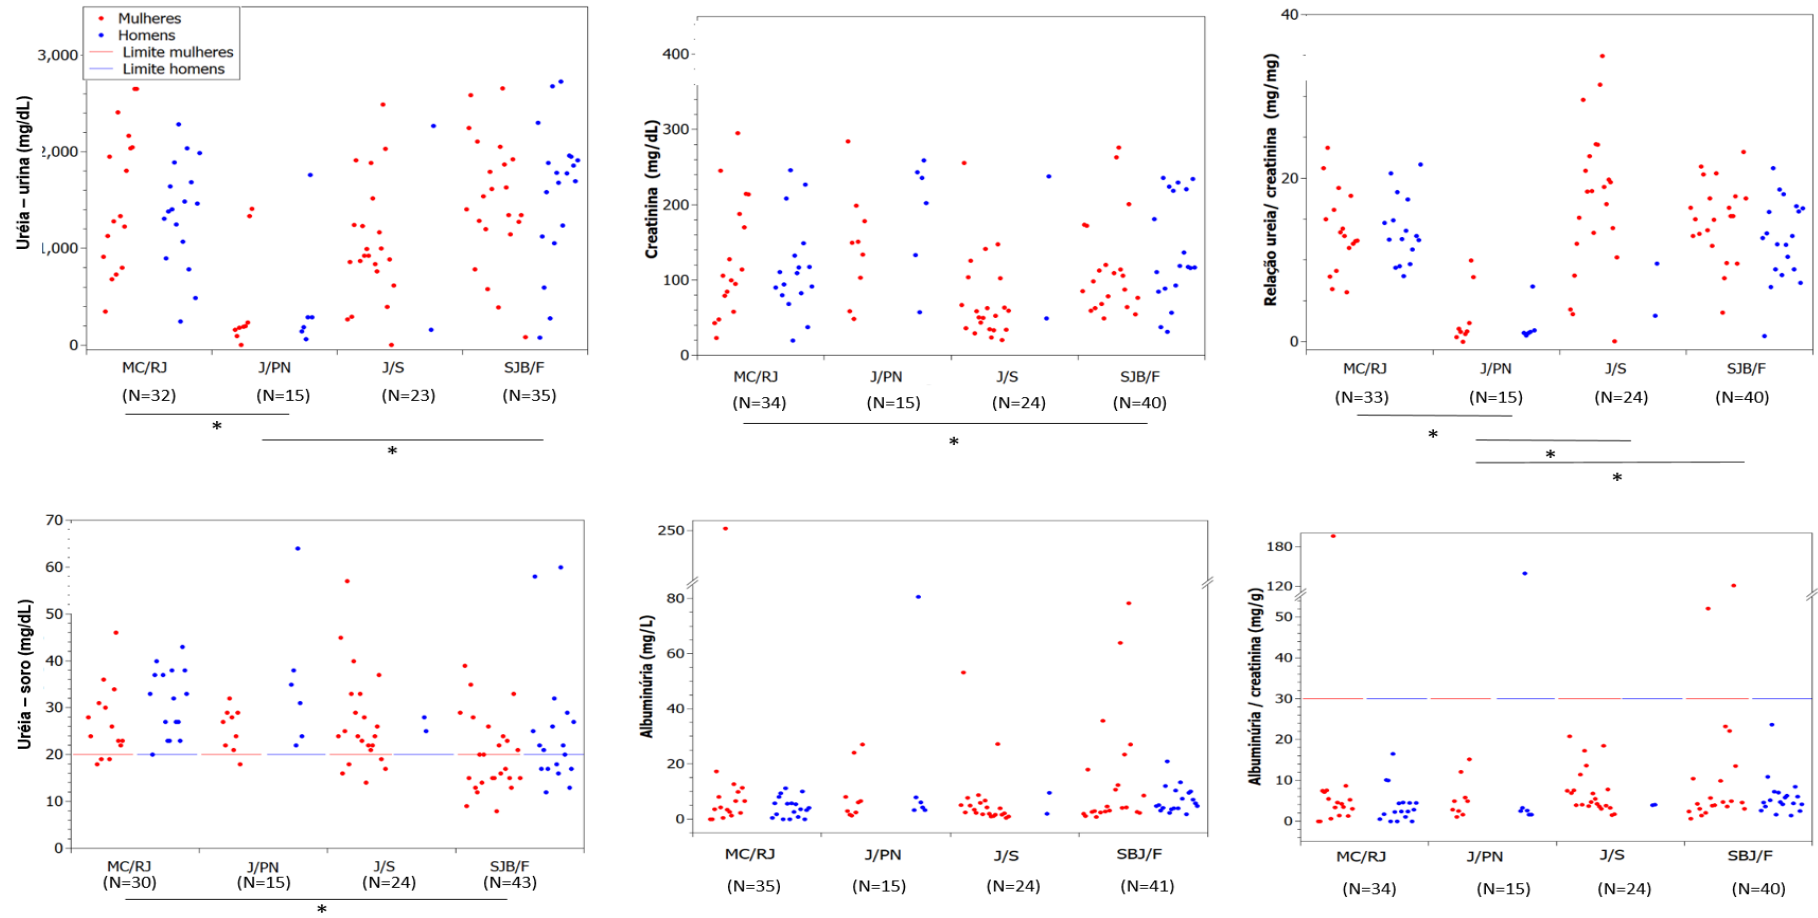 Mulheres
Homens
Limite mulheres
Limite homens
Uréia – urina (mg/dL)
3,000
2,000
1,000
0
MC/RJ J/PN J/S SJB/F
(N=32) (N=15) (N=23) (N=35)
*
*
Creatinina (mg/dL)
400
300
200
100
0
MC/RJ J/PN J/S SJB/F
(N=34) (N=15) (N=24) (N=40)
*
Relação ureia/ creatinina (mg/mg)
40
20
0
MC/RJ J/PN J/S SJB/F
(N=33) (N=15) (N=24) (N=40)
*
*
*
Uréia – soro (mg/dL)
70
60
50
40
30
20
10
0
MC/RJ J/PN J/S SJB/F
(N=30) (N=15) (N=24) (N=43)
*
Albuminúria (mg/L)
250
80
60
40
20
0
MC/RJ J/PN J/S SBJ/F
(N=35) (N=15) (N=24) (N=41)
Albuminúria / creatinina (mg/g)
180
120
50
40
30
20
10
0
MC/RJ J/PN J/S SBJ/F
(N=34) (N=15) (N=24) (N=40)